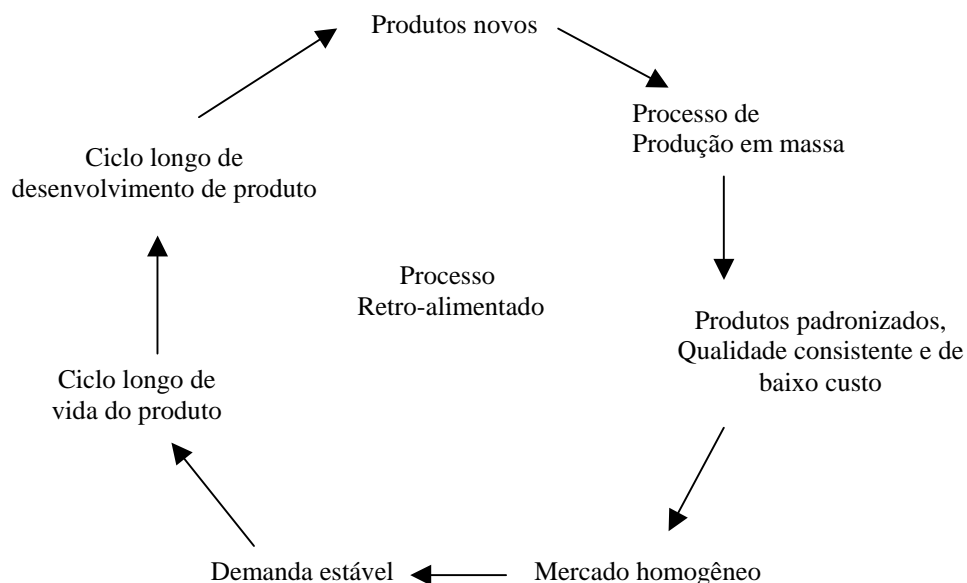 Produtos novos
Processo de
Produção em massa
Produtos padronizados,
Qualidade consistente e de
baixo custo
Mercado homogêneo
Demanda estável
Ciclo longo de
vida do produto
Ciclo longo de
desenvolvimento de produto
Processo
Retro-alimentado